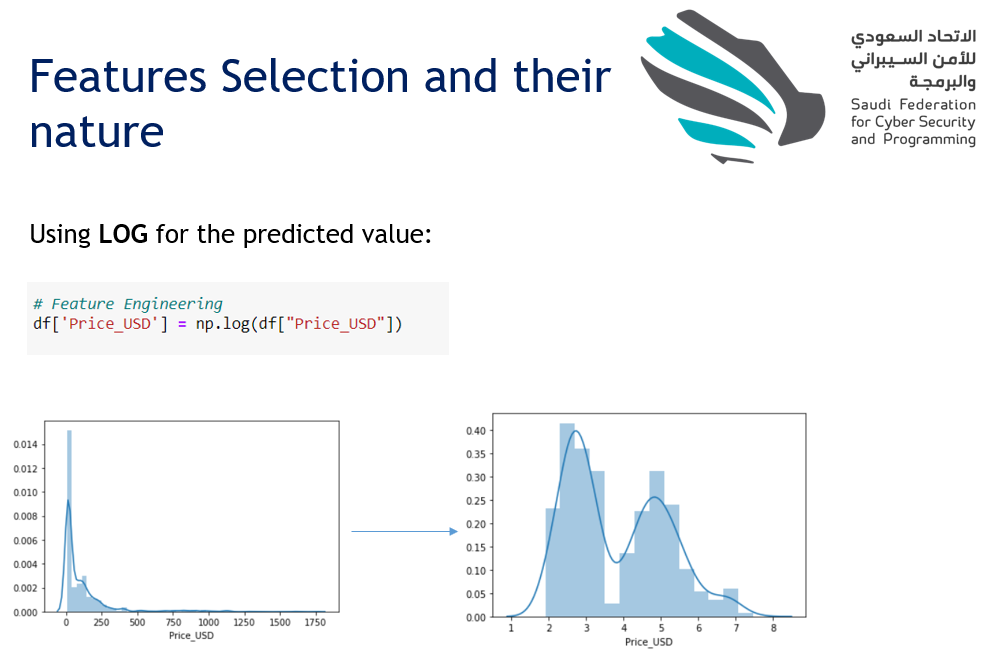 Features Selection and their
nature
الاتحاد السعودي
للأمن السيبراني
والبرمجة
Saudi Federation
for Cyber Security
and Programming
Using LOG for the predicted value:
# Feature Engineering
df['Price_USD'] = np.log(df["Price_USD"])
0.014
0.012
0.010
0.008
0.006
0.004
0.002
0.000
0 250 500 750 1000 1250 1500 1750
Price_USD
0.40
0.35
0.30
0.25
0.20
0.15
0.10
0.05
0.00
1 2 3 4 5 6 7 8
Price_USD